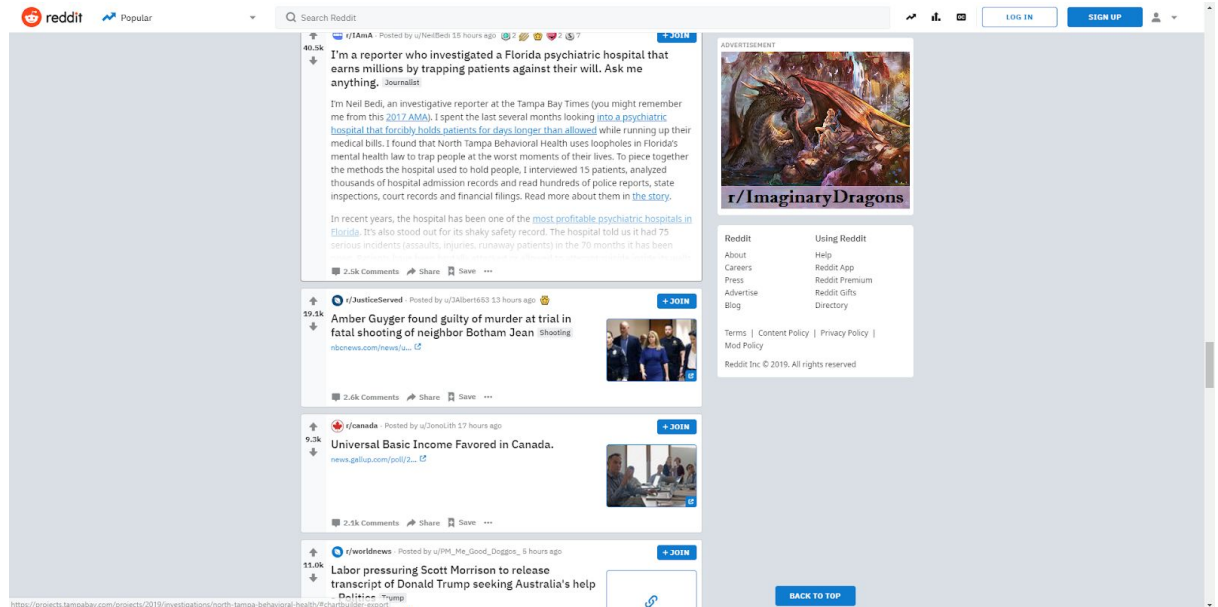 reddit
Popular
Search Reddit
LOG IN
SIGN UP
r/IAmA · Posted by u/NeilBedi 15 hours ago 2 2 7
+ JOIN
40.5k
I'm a reporter who investigated a Florida psychiatric hospital that
earns millions by trapping patients against their will. Ask me
anything. Journalist
I'm Neil Bedi, an investigative reporter at the Tampa Bay Times (you might remember
me from this 2017 AMA). I spent the last several months looking into a psychiatric
hospital that forcibly holds patients for days longer than allowed while running up their
medical bills. I found that North Tampa Behavioral Health uses loopholes in Florida's
mental health law to trap people at the worst moments of their lives. To piece together
the methods the hospital used to hold people, I interviewed 15 patients, analyzed
thousands of hospital admission records and read hundreds of police reports, state
inspections, court records and financial filings. Read more about them in the story.
In recent years, the hospital has been one of the most profitable psychiatric hospitals in
Florida. It's also stood out for its shaky safety record. The hospital told us it had 75
serious incidents (assaults, injuries, runaway patients) in the 70 months it has been
2.5k Comments Share Save ...
r/JusticeServed · Posted by u/JAlbert653 13 hours ago
+ JOIN
19.1k
Amber Guyger found guilty of murder at trial in
fatal shooting of neighbor Botham Jean Shooting
nbcnews.com/news/u...
2.6k Comments Share Save ...
r/canada · Posted by u/JonoLith 17 hours ago
+ JOIN
9.3k
Universal Basic Income Favored in Canada.
news.gallup.com/poll/2...
2.1k Comments Share Save ...
r/worldnews · Posted by u/PM_Me_Good_Doggos_ 5 hours ago
+ JOIN
11.0k
Labor pressuring Scott Morrison to release
transcript of Donald Trump seeking Australia's help
- Politics Trump
https://projects.tampabay.com/projects/2019/investigations/north-tampa-behavioral-health/#chartbuilder-export
ADVERTISEMENT
r/ImaginaryDragons
Reddit
Using Reddit
About
Help
Careers
Reddit App
Press
Reddit Premium
Advertise
Reddit Gifts
Blog
Directory
Terms | Content Policy | Privacy Policy |
Mod Policy
Reddit Inc © 2019. All rights reserved
BACK TO TOP